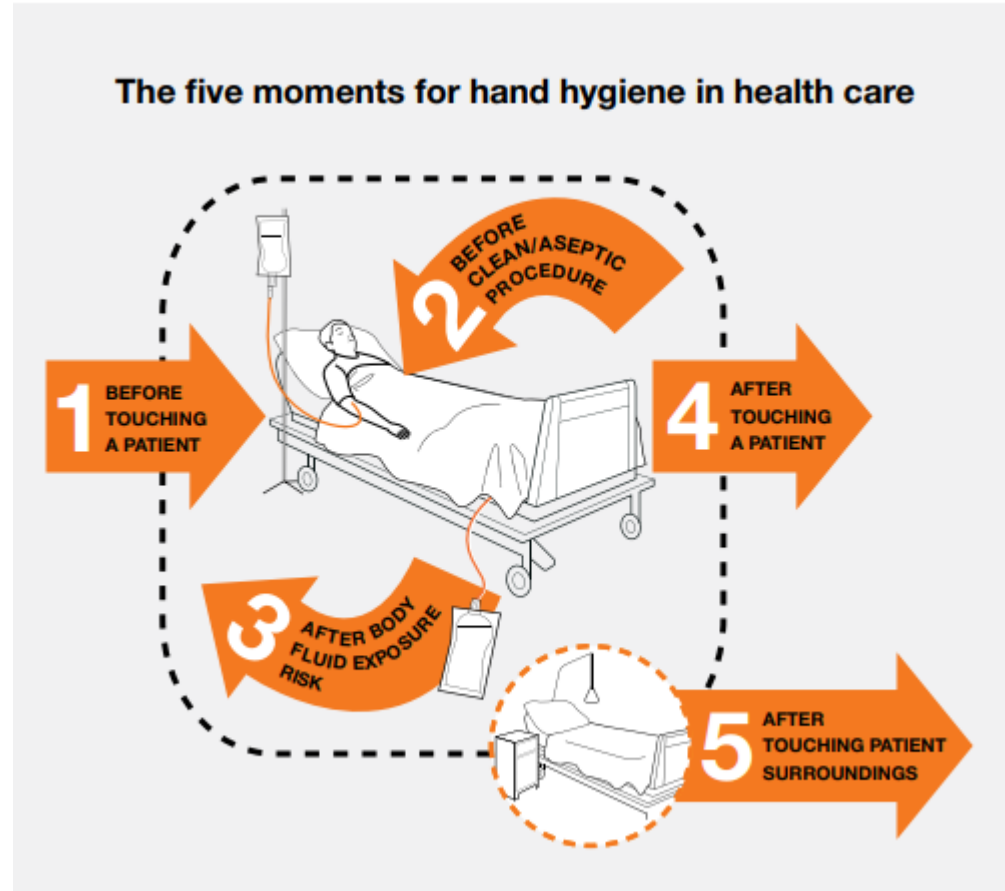 The five moments for hand hygiene in health care
1
BEFORE
TOUCHING
A PATIENT
2
BEFORE
CLEAN/ASEPTIC
PROCEDURE
3
AFTER BODY
FLUID EXPOSURE
RISK
4
AFTER
TOUCHING
A PATIENT
5
AFTER
TOUCHING PATIENT
SURROUNDINGS